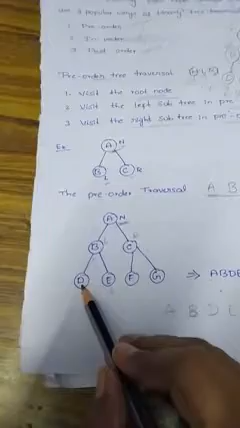 1 Pre-order
2 In order
3 Post order
Pre-order tree traversal
1. Visit the root node
2 Visit the left sub tree in pre
3 Visit the right sub tree in pre-
Ex:
A N
B C R
L
The pre-order Traversal A B
A N
B L C R
D E F G
⇒ ABDE
A B D